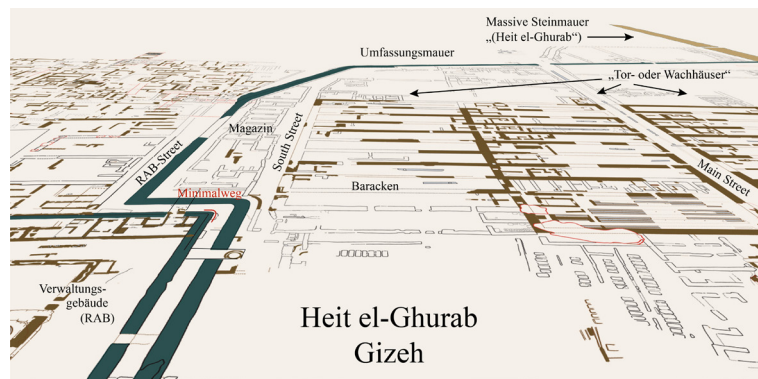 Massive Steinmauer
„(Heit el-Ghurab“)
Umfassungsmauer
„Tor- oder Wachhäuser“
Magazin
South Street
RAB-Street
Minimalweg
Baracken
Main Street
Verwaltungs-
gebäude
(RAB)
Heit el-Ghurab
Gizeh